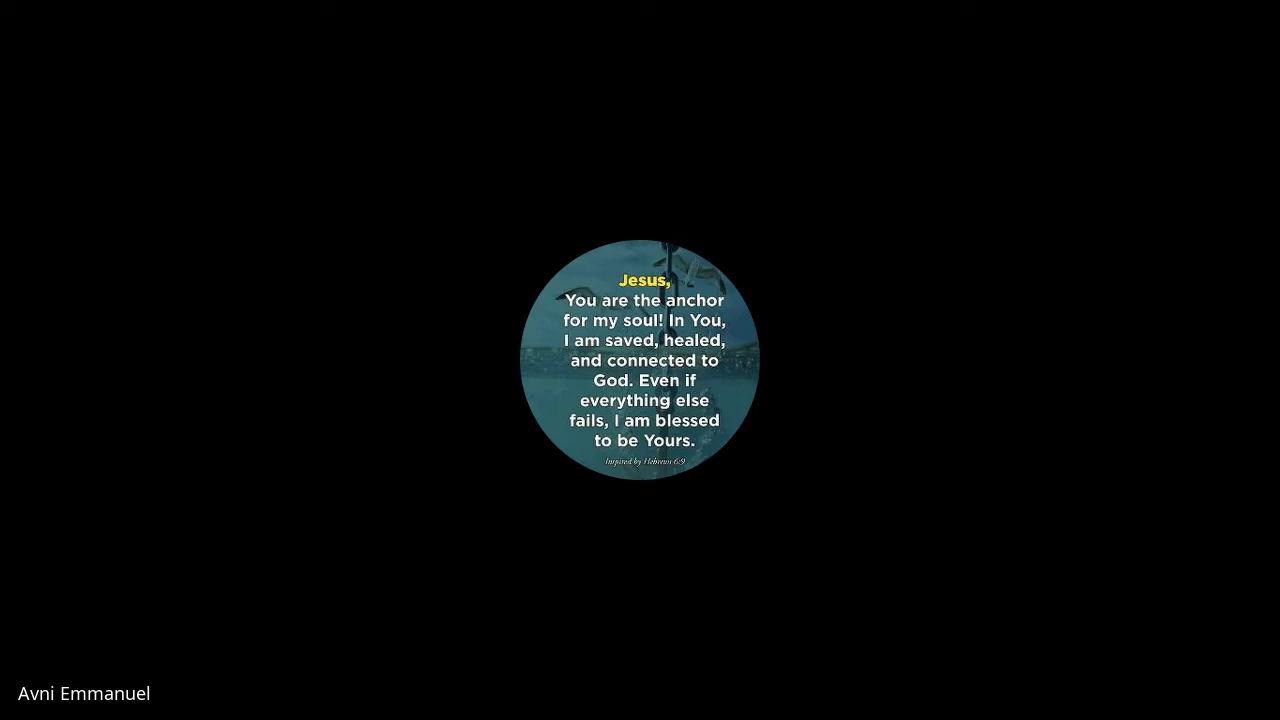 Jesus,
You are the anchor
for my soul! In You,
I am saved, healed,
and connected to
God. Even if
everything else
fails, I am blessed
to be Yours.
Inspired by Hebrews 6:9
Avni Emmanuel